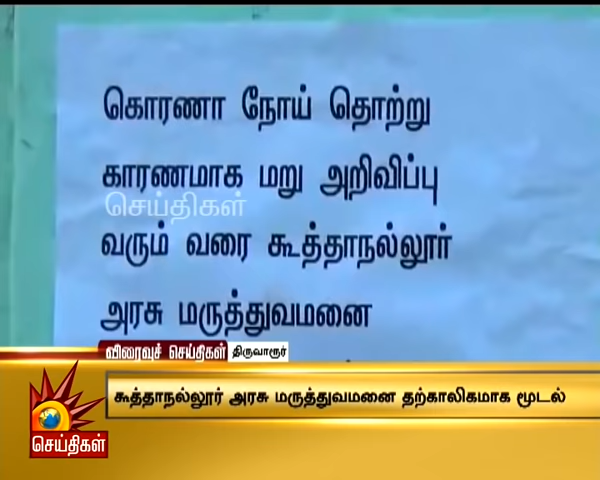 கொரணா நோய் தொற்று
காரணமாக மறு அறிவிப்பு
செய்திகள்
வரும் வரை கூத்தாநல்லூர்
அரசு மருத்துவமனை
விரைவுச் செய்திகள் திருவாரூர்
கூத்தாநல்லூர் அரசு மருத்துவமனை தற்காலிகமாக மூடல்
செய்திகள்